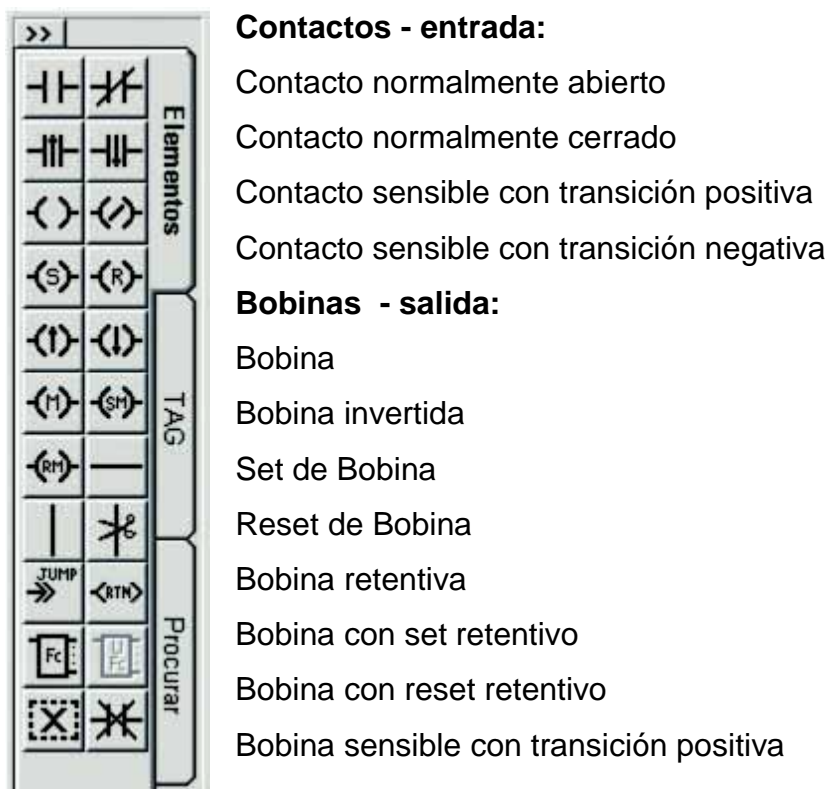 >>
Elementos
S R
M SM
RM
JUMP RTN
Fc U Fc
X
TAG
Procurar
Contactos - entrada:
Contacto normalmente abierto
Contacto normalmente cerrado
Contacto sensible con transición positiva
Contacto sensible con transición negativa
Bobinas - salida:
Bobina
Bobina invertida
Set de Bobina
Reset de Bobina
Bobina retentiva
Bobina con set retentivo
Bobina con reset retentivo
Bobina sensible con transición positiva